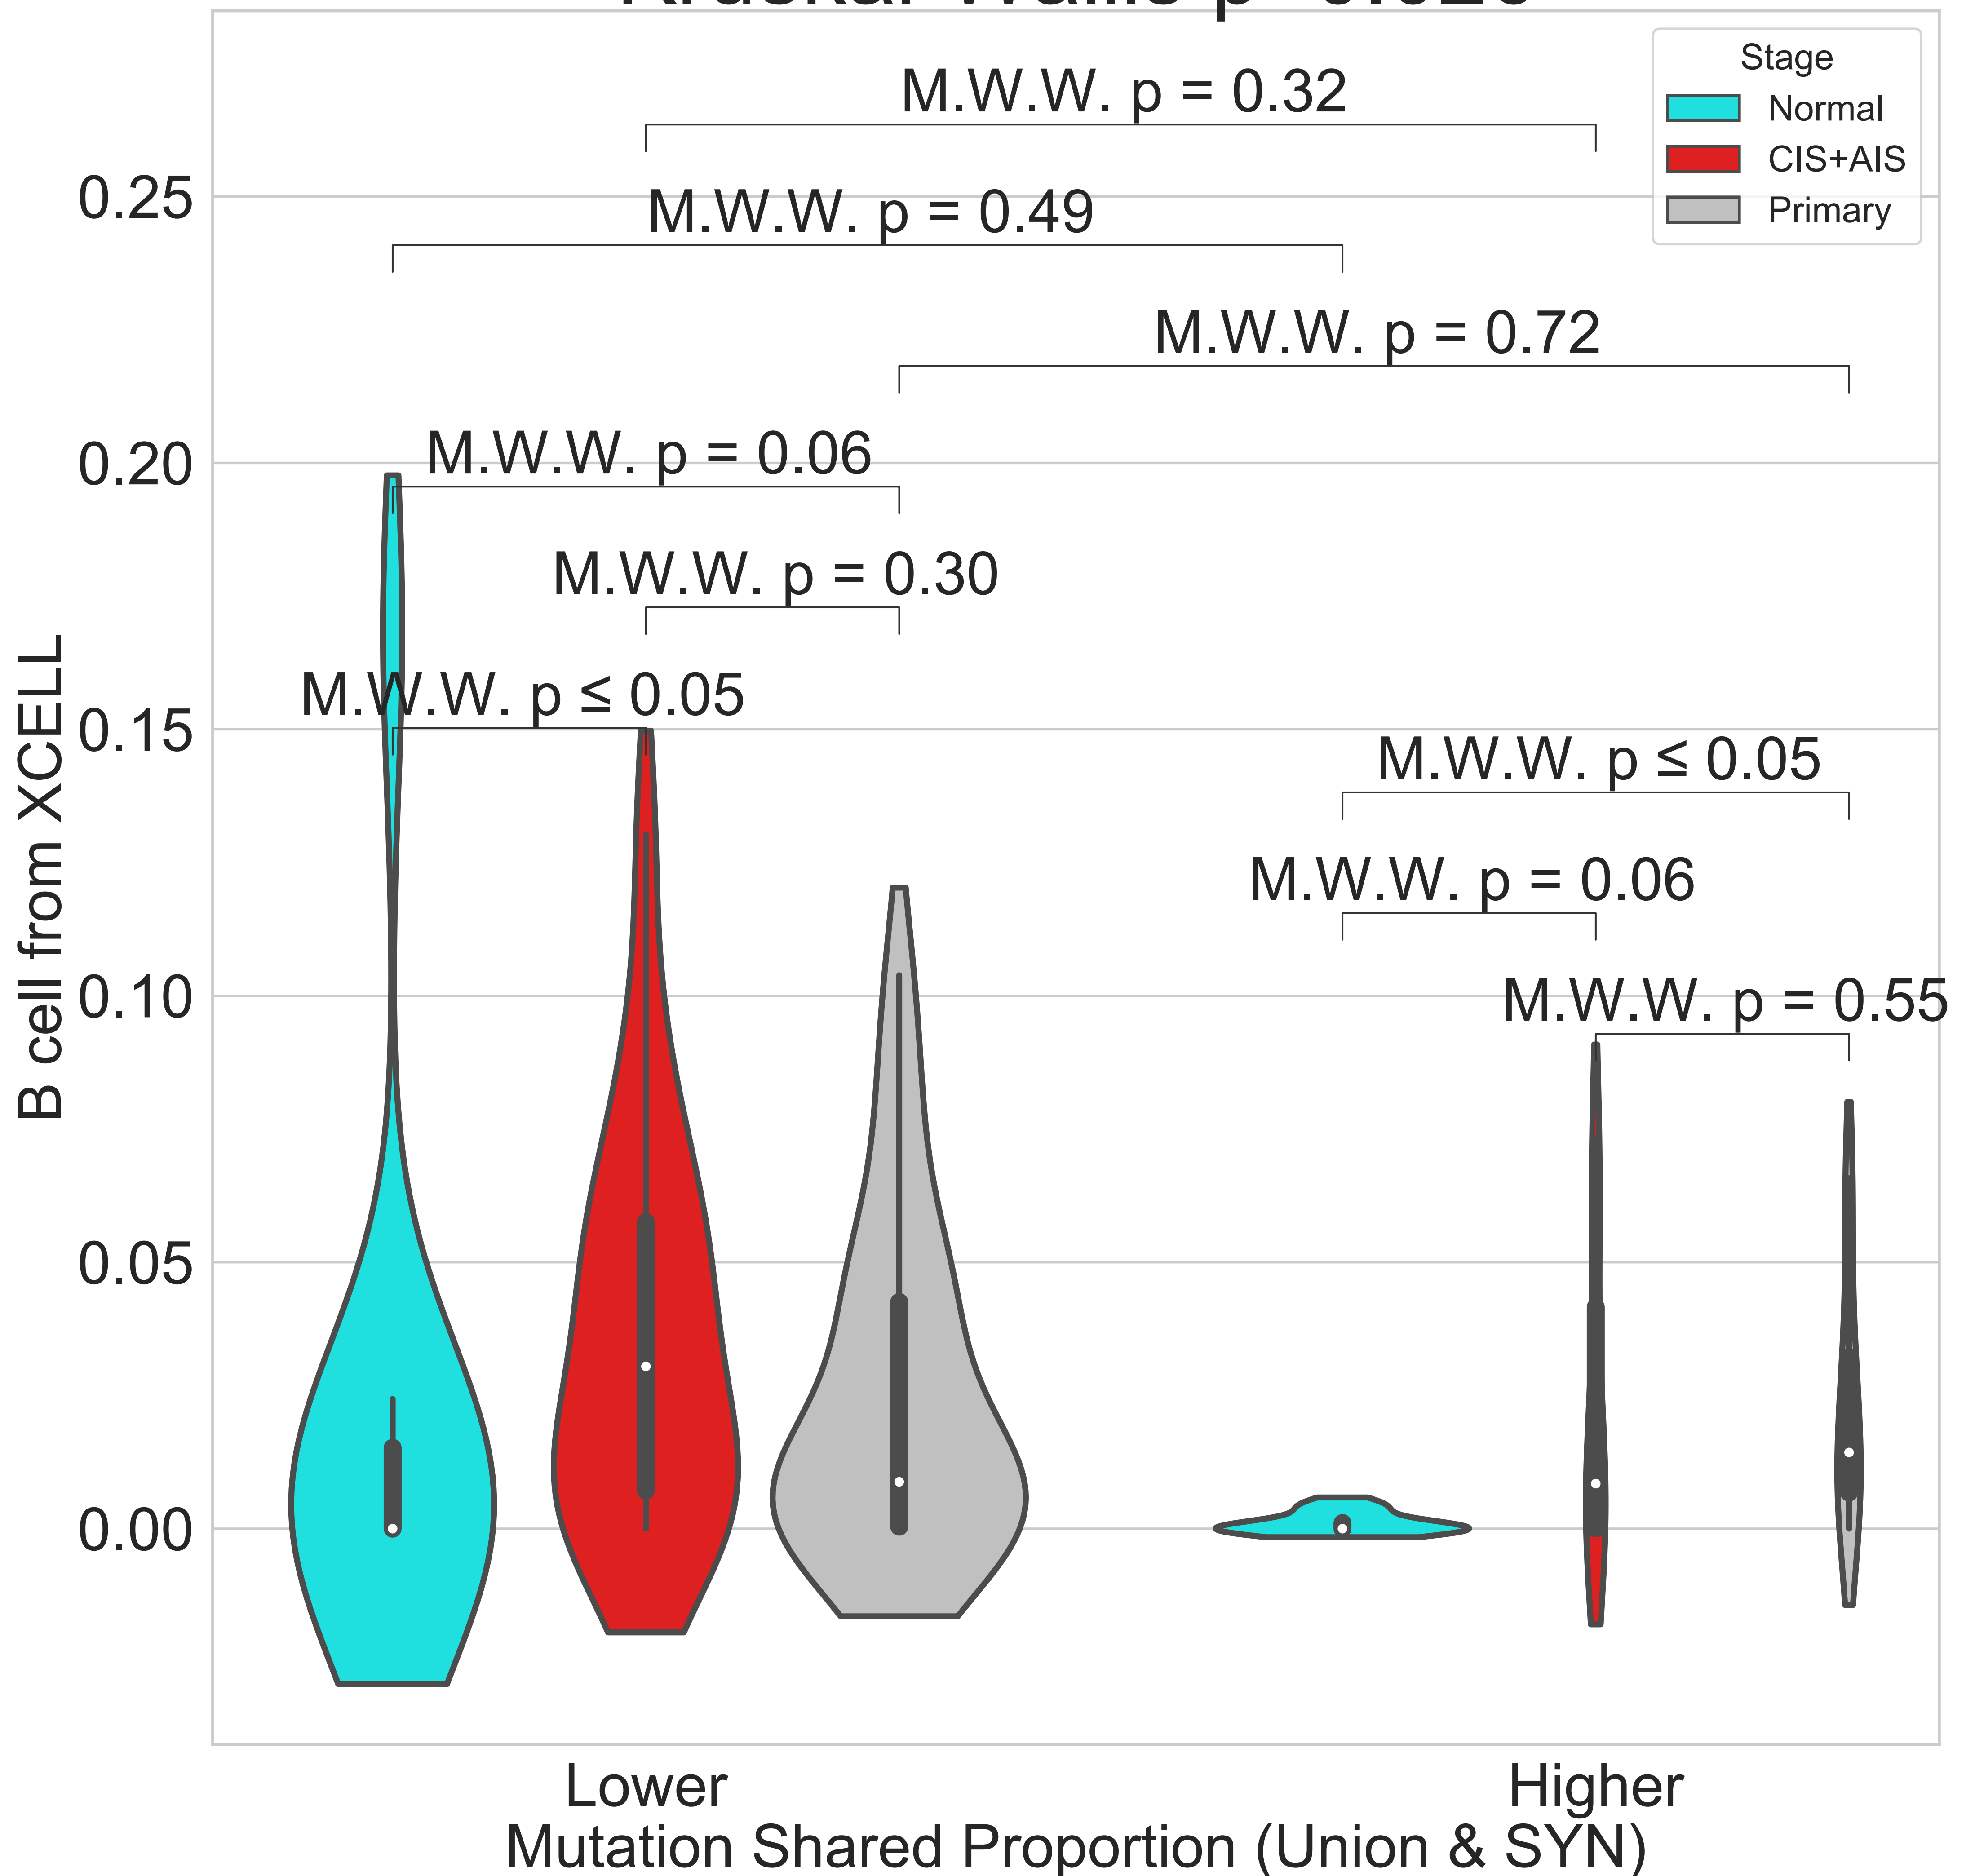 Stage
Normal
CIS+AIS
Primary
M.W.W. p = 0.32
M.W.W. p = 0.49
M.W.W. p = 0.72
M.W.W. p = 0.06
M.W.W. p = 0.30
M.W.W. p ≤ 0.05
M.W.W. p ≤ 0.05
M.W.W. p = 0.06
M.W.W. p = 0.55
0.25
0.20
0.15
0.10
0.05
0.00
B cell from XCELL
Lower
Higher
Mutation Shared Proportion (Union & SYN)